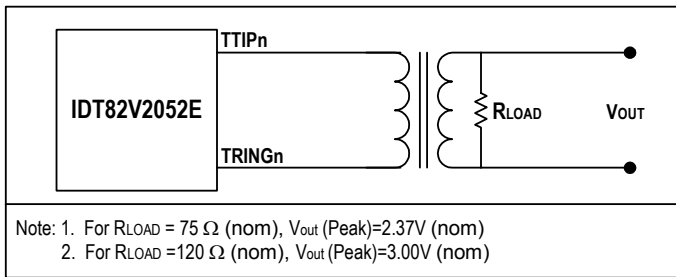 TTIPn
IDT82V2052E
RLOAD
VOUT
TRINGn
Note: 1. For RLOAD = 75 Ω (nom), Vout (Peak)=2.37V (nom)
2. For RLOAD =120 Ω (nom), Vout (Peak)=3.00V (nom)